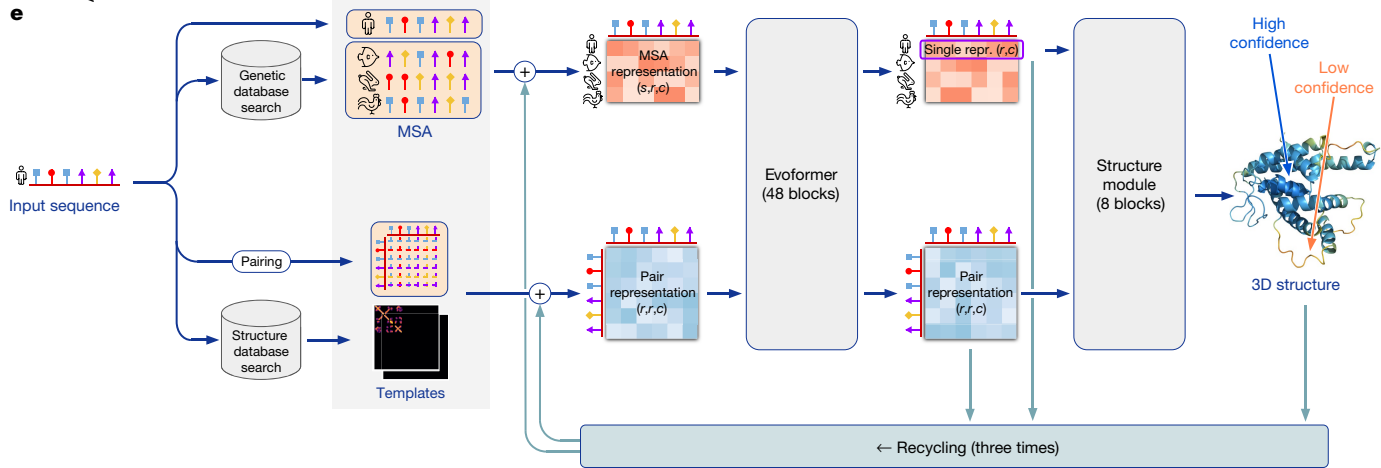 e
Input sequence
Genetic
database
search
MSA
Pairing
Structure
database
search
Templates
+
+
MSA
representation
(s,r,c)
Pair
representation
(r,r,c)
Evoformer
(48 blocks)
Single repr. (r,c)
Pair
representation
(r,r,c)
Structure
module
(8 blocks)
High
confidence
Low
confidence
3D structure
← Recycling (three times)